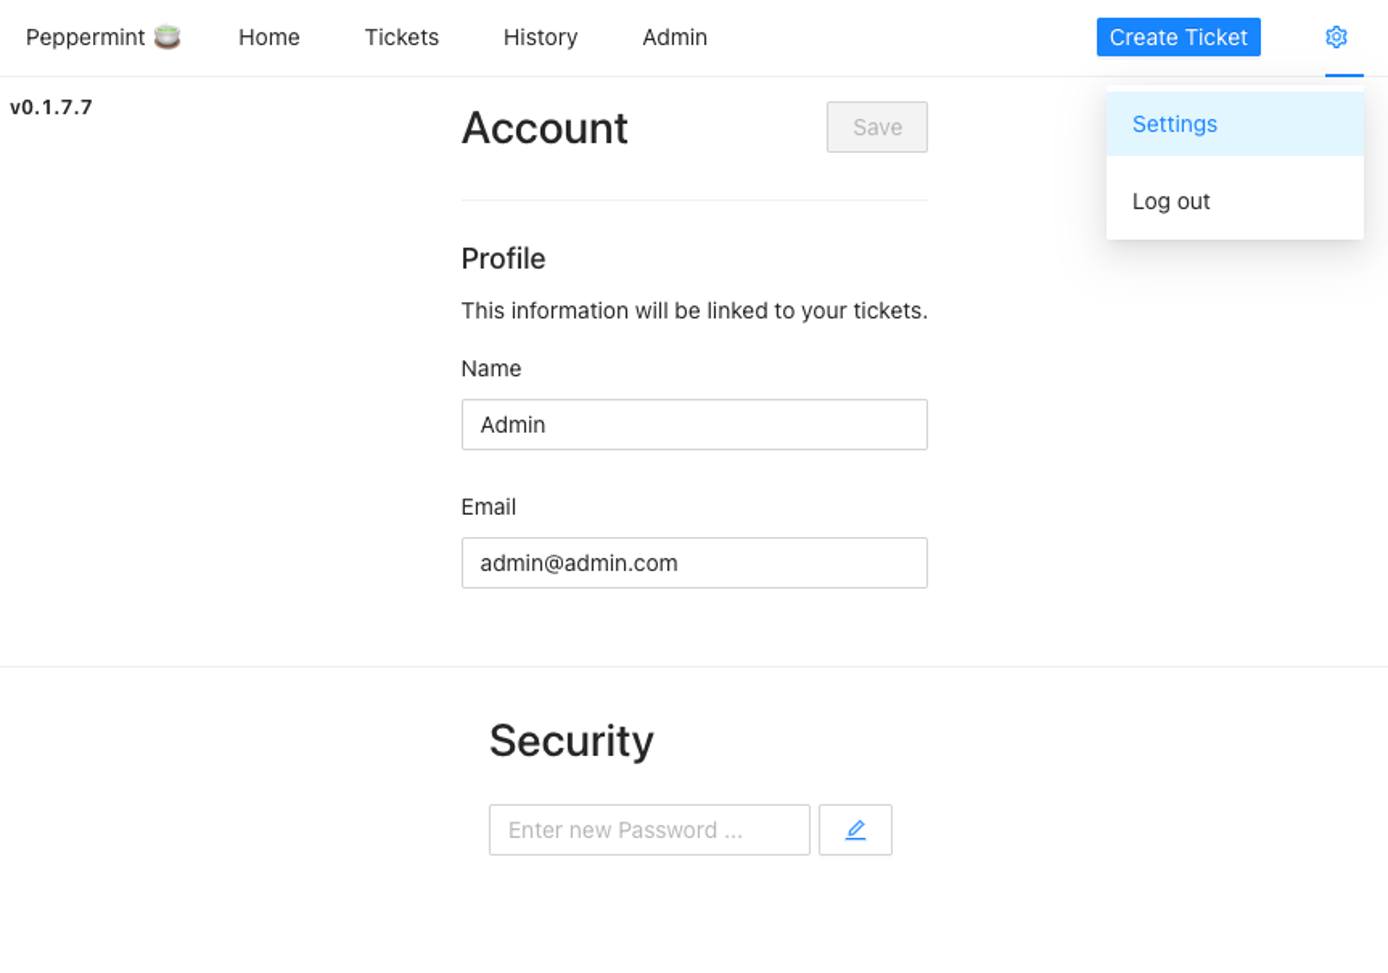 Peppermint 🍵 Home Tickets History Admin Create Ticket
v0.1.7.7
Account Save
Settings
Log out
Profile
This information will be linked to your tickets.
Name
Admin
Email
admin@admin.com
Security
Enter new Password ...